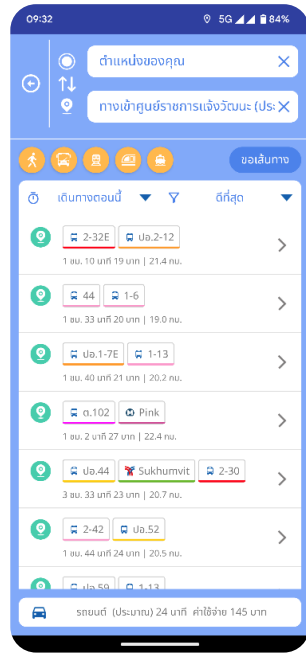 09:32 5G 84%
ตำแหน่งของคุณ
ทางเข้าศูนย์ราชการแจ้งวัฒนะ (ประ
ขอเส้นทาง
เดินทางตอนนี้ ดีที่สุด
2-32E ปอ.2-12
1 ชม. 10 นาที 19 บาท | 21.4 กม.
44 1-6
1 ชม. 33 นาที 20 บาท | 19.0 กม.
ปอ.1-7E 1-13
1 ชม. 40 นาที 21 บาท | 20.2 กม.
ต.102 Pink
1 ชม. 2 นาที 27 บาท | 22.4 กม.
ปอ.44 Sukhumvit 2-30
3 ชม. 33 นาที 23 บาท | 20.7 กม.
2-42 ปอ.52
1 ชม. 44 นาที 24 บาท | 20.5 กม.
ปอ.59 1-13
รถยนต์ (ประมาณ) 24 นาที ค่าใช้จ่าย 145 บาท